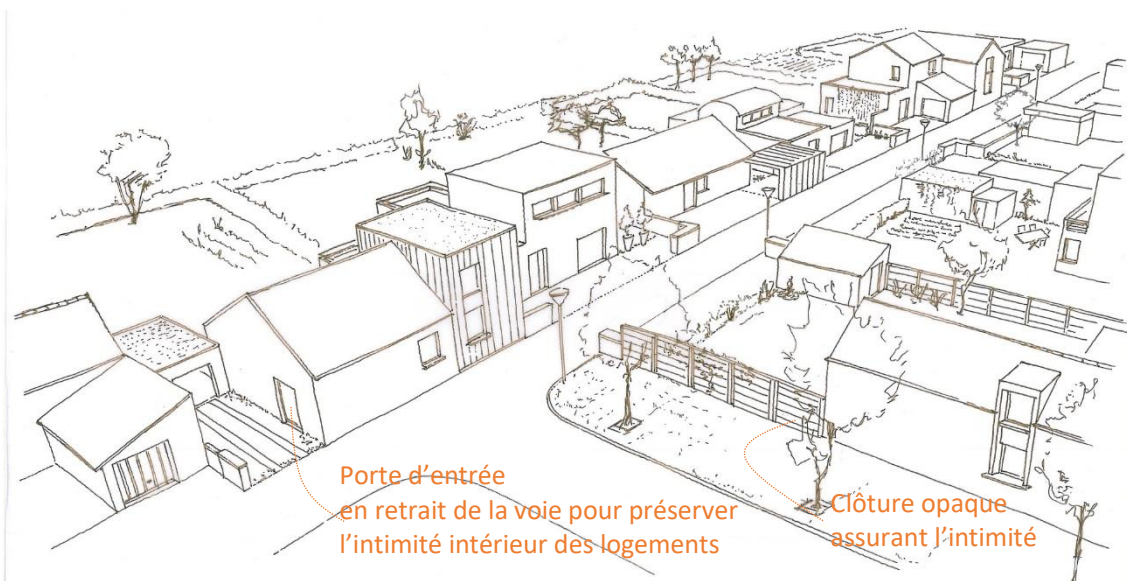 Porte d'entrée
en retrait de la voie pour préserver
l'intimité intérieur des logements
Clôture opaque
assurant l'intimité